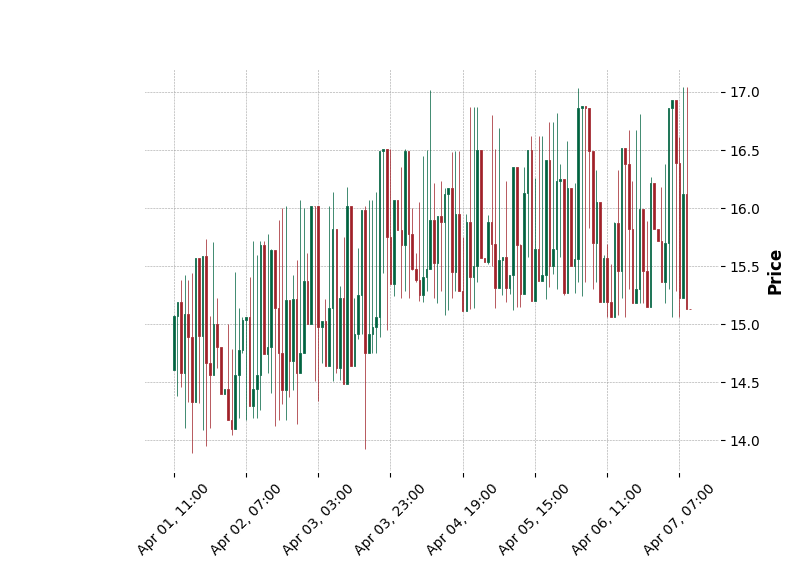 17.0
16.5
16.0
15.5
15.0
14.5
14.0
Price
Apr 01, 11:00
Apr 02, 07:00
Apr 03, 03:00
Apr 03, 23:00
Apr 04, 19:00
Apr 05, 15:00
Apr 06, 11:00
Apr 07, 07:00